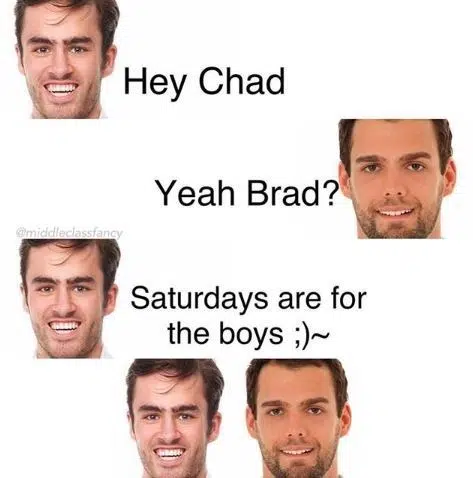 Hey Chad
Yeah Brad?
@middleclassfancy
Saturdays are for
the boys ;)~